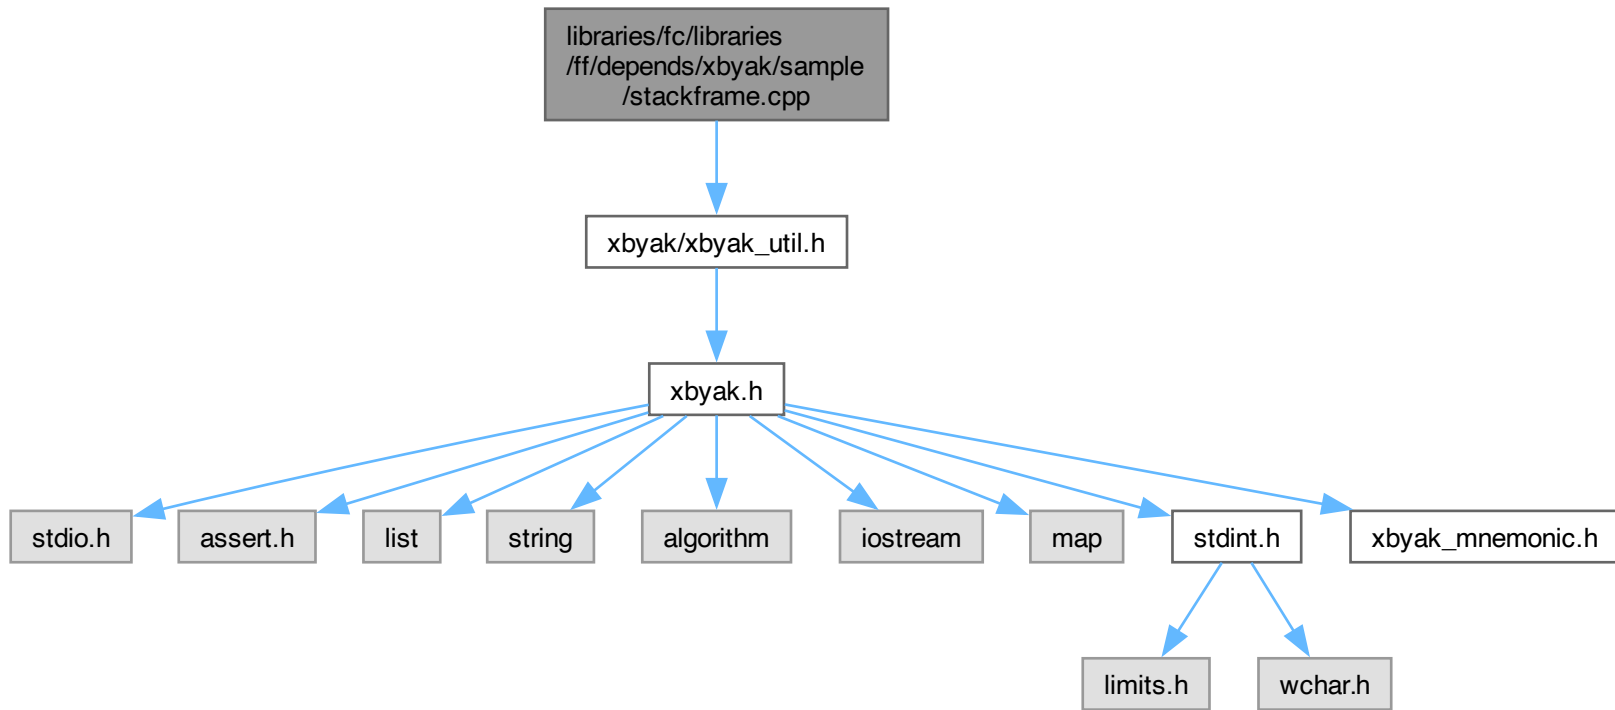 libraries/fc/libraries
/ff/depends/xbyak/sample
/stackframe.cpp
xbyak/xbyak_util.h
xbyak.h
stdio.h
assert.h
list
string
algorithm
iostream
map
stdint.h
xbyak_mnemonic.h
limits.h
wchar.h